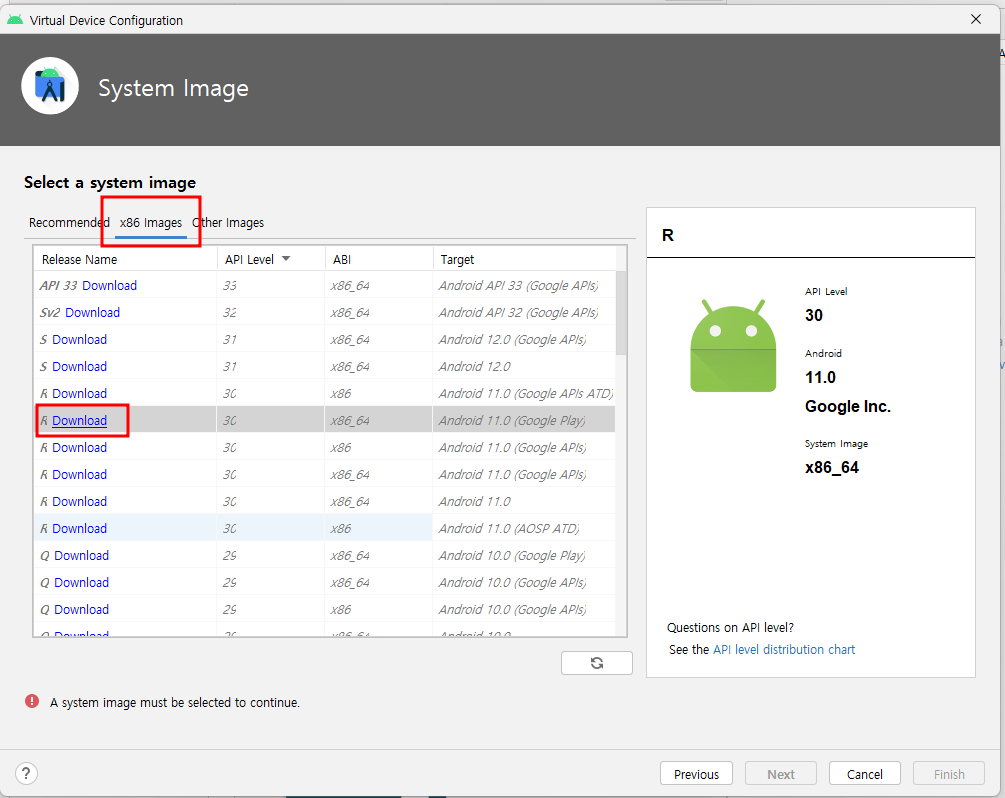 Virtual Device Configuration
System Image
Select a system image
Recommended x86 Images Other Images
Release Name API Level ABI Target
API 33 Download 33 x86_64 Android API 33 (Google APIs)
Sv2 Download 32 x86_64 Android API 32 (Google APIs)
S Download 31 x86_64 Android 12.0 (Google APIs)
S Download 31 x86_64 Android 12.0
R Download 30 x86 Android 11.0 (Google APIs ATD)
R Download 30 x86_64 Android 11.0 (Google Play)
R Download 30 x86 Android 11.0 (Google APIs)
R Download 30 x86_64 Android 11.0 (Google APIs)
R Download 30 x86_64 Android 11.0
R Download 30 x86 Android 11.0 (AOSP ATD)
Q Download 29 x86_64 Android 10.0 (Google Play)
Q Download 29 x86_64 Android 10.0 (Google APIs)
Q Download 29 x86 Android 10.0 (Google APIs)
Q Download 29 x86_64 Android 10.0
R
API Level
30
Android
11.0
Google Inc.
System Image
x86_64
Questions on API level?
See the API level distribution chart
A system image must be selected to continue.
? Previous Next Cancel Finish